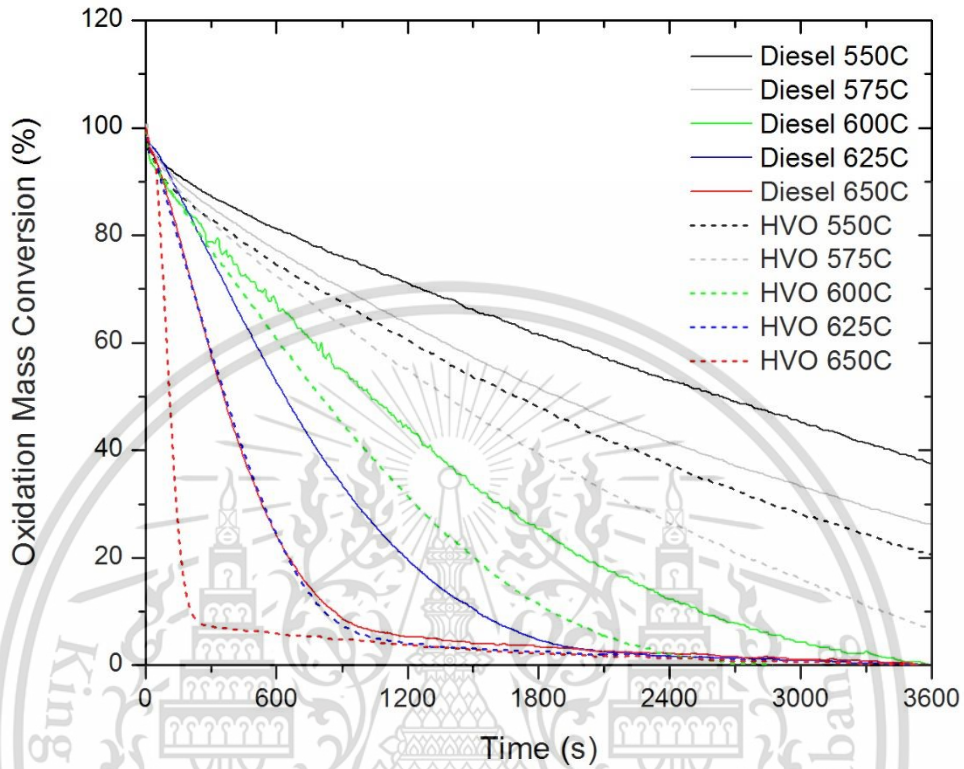 120
100
80
60
40
20
0
Oxidation Mass Conversion (%)
Diesel 550C
Diesel 575C
Diesel 600C
Diesel 625C
Diesel 650C
HVO 550C
HVO 575C
HVO 600C
HVO 625C
HVO 650C
0 600 1200 1800 2400 3000 3600
Time (s)
King